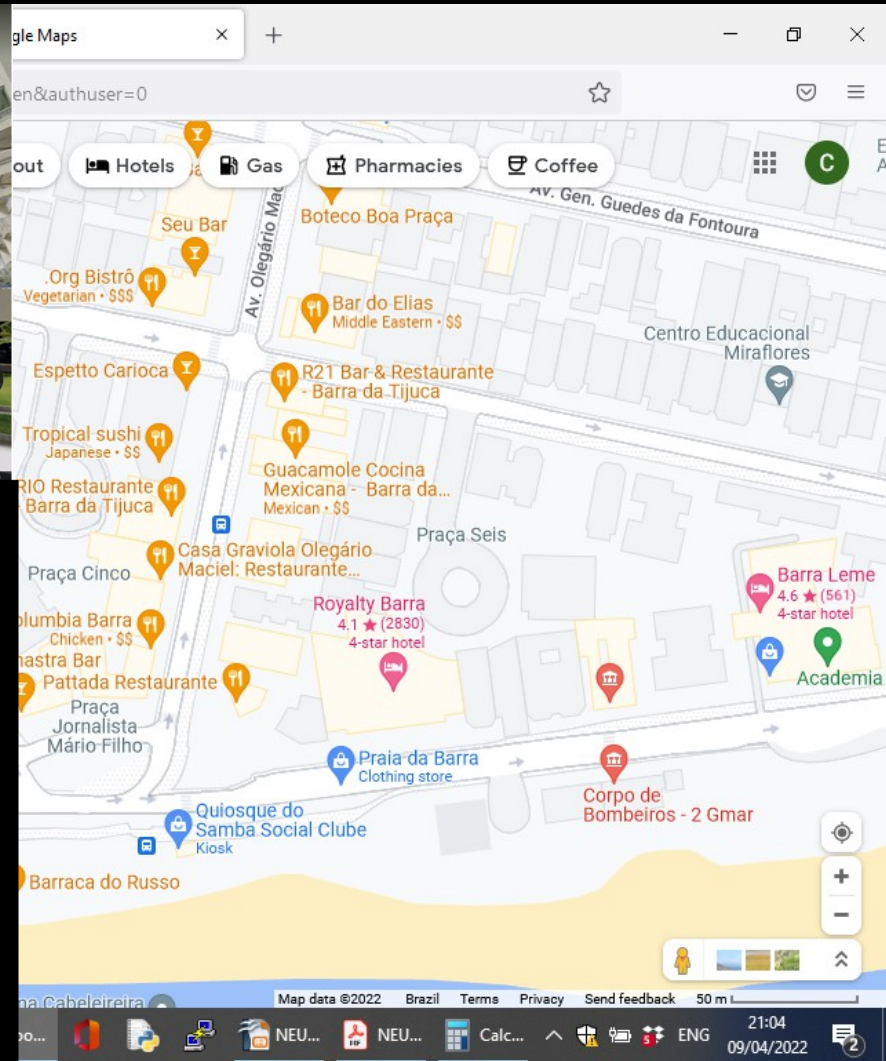 gle Maps
en&authuser=0
out
Hotels
Gas
Pharmacies
Coffee
C
Av. Gen. Guedes da Fontoura
Boteco Boa Praça
Seu Bar
Av. Olegário Mac
.Org Bistrô
Vegetarian • $$$
Bar do Elias
Middle Eastern • $$
Centro Educacional
Miraflores
Espetto Carioca
R21 Bar & Restaurante
- Barra da Tijuca
Tropical sushi
Japanese • $$
Guacamole Cocina
Mexicana - Barra da...
Mexican • $$
RIO Restaurante
Barra da Tijuca
Praça Seis
Casa Graviola Olegário
Maciel: Restaurante...
Praça Cinco
Barra Leme
4.6 ★ (561)
4-star hotel
Royalty Barra
4.1 ★ (2830)
4-star hotel
olumbia Barra
Chicken • $$
nastra Bar
Pattada Restaurante
Academia
Praça
Jornalista
Mário Filho
Praia da Barra
Clothing store
Corpo de
Bombeiros - 2 Gmar
Quiosque do
Samba Social Clube
Kiosk
Barraca do Russo
na Cabeleireira
Map data ©2022 Brazil Terms Privacy Send feedback 50 m
oo... NEU... NEU... Calc... ENG
21:04
09/04/2022
2